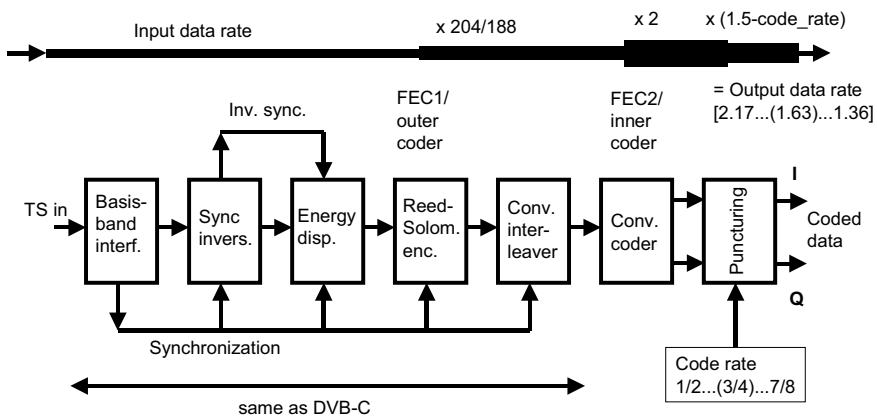 Input data rate
x 204/188
x 2
x (1.5-code_rate)
= Output data rate
[2.17...(1.63)...1.36]
Inv. sync.
FEC1/
outer
coder
FEC2/
inner
coder
TS in
Basis-
band
interf.
Sync
invers.
Energy
disp.
Reed-
Solom.
enc.
Conv.
inter-
leaver
Conv.
coder
Puncturing
I
Coded
data
Q
Synchronization
Code rate
1/2...(3/4)...7/8
same as DVB-C